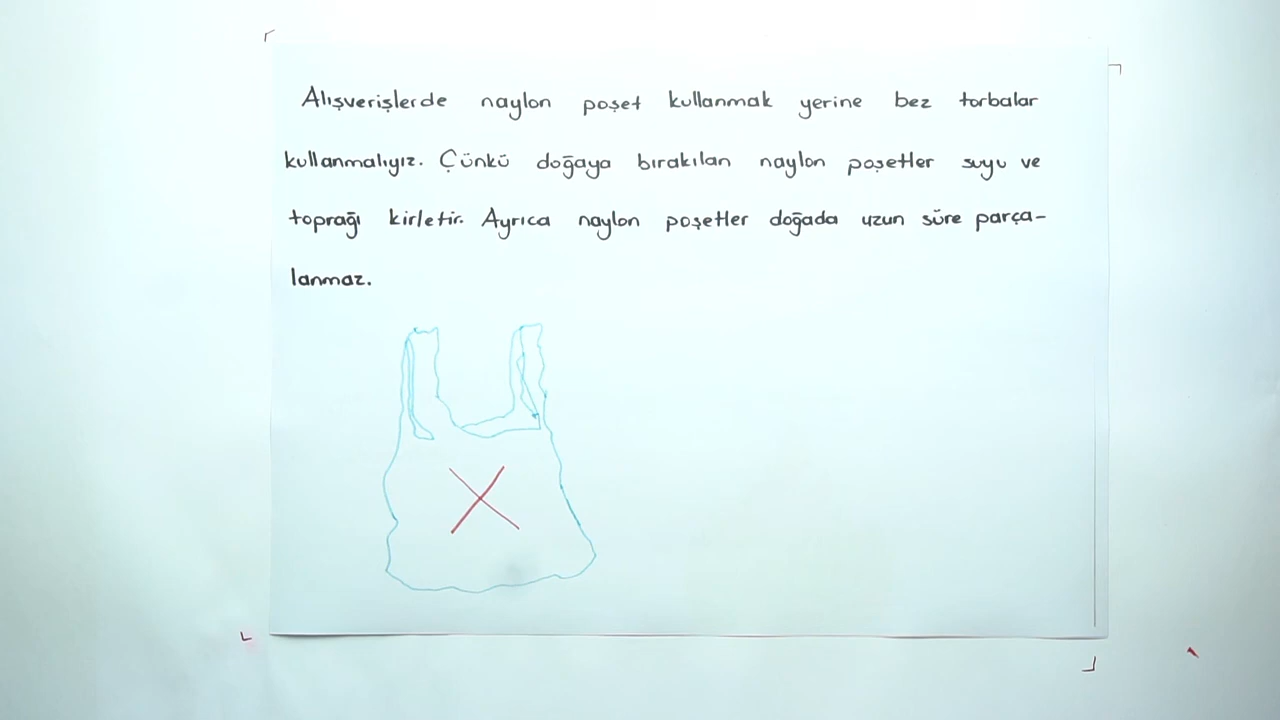 Alışverişlerde naylon poşet kullanmak yerine bez torbalar
kullanmalıyız. Çünkü doğaya bırakılan naylon poşetler suyu ve
toprağı kirletir. Ayrıca naylon poşetler doğada uzun süre parça-
lanmaz.